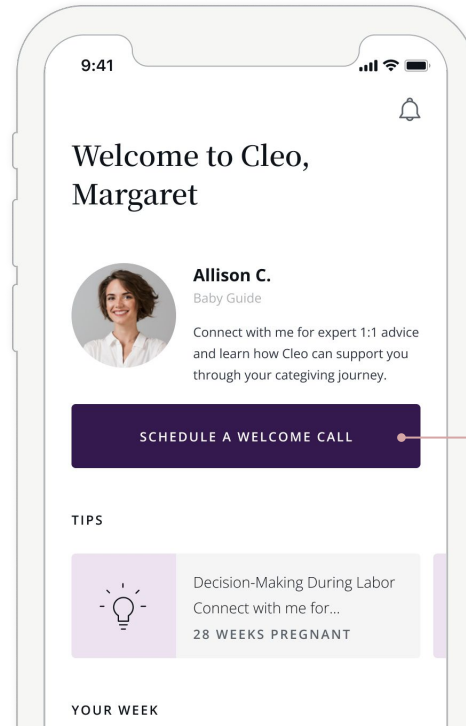 9:41
Welcome to Cleo,
Margaret
Allison C.
Baby Guide
Connect with me for expert 1:1 advice
and learn how Cleo can support you
through your categiving journey.
SCHEDULE A WELCOME CALL
TIPS
Decision-Making During Labor
Connect with me for...
28 WEEKS PREGNANT
YOUR WEEK